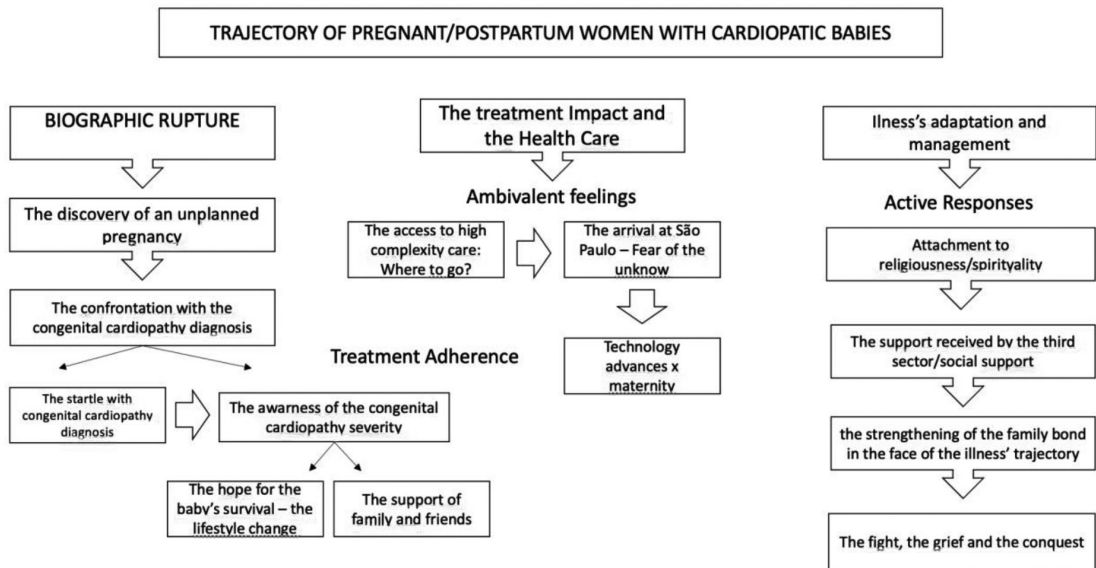 TRAJECTORY OF PREGNANT/POSTPARTUM WOMEN WITH CARDIOPATIC BABIES
BIOGRAPHIC RUPTURE
The discovery of an unplanned
pregnancy
The confrontation with the
congenital cardiopathy diagnosis
The startle with
congenital cardiopathy
diagnosis
The awarness of the congenital
cardiopathy severity
The hope for the
baby's survival – the
lifestyle change
The support of
family and friends
Treatment Adherence
The treatment Impact and
the Health Care
Ambivalent feelings
The access to high
complexity care:
Where to go?
The arrival at São
Paulo – Fear of the
unknow
Technology
advances x
maternity
Ilness's adaptation and
management
Active Responses
Attachment to
religiousness/spirityality
The support received by the third
sector/social support
the strengthening of the family bond
in the face of the illness' trajectory
The fight, the grief and the conquest